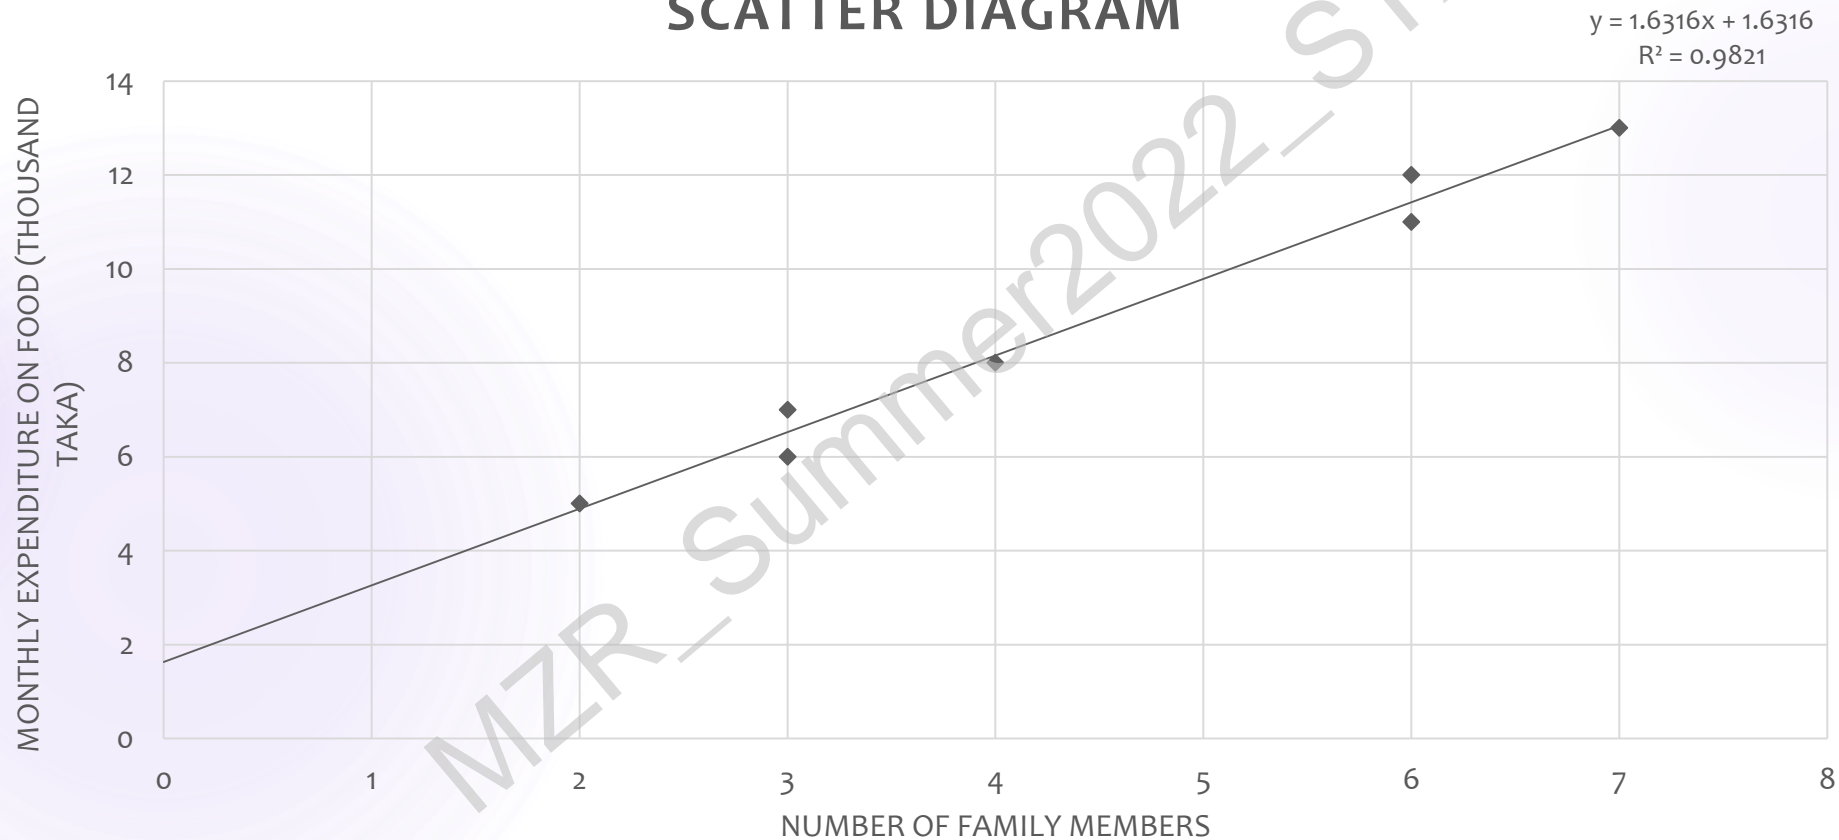 SCATTER DIAGRAM
y = 1.6316x + 1.6316
R² = 0.9821
MONTHLY EXPENDITURE ON FOOD (THOUSAND
TAKA)
14
12
10
8
6
4
2
0
0 1 2 3 4 5 6 7 8
NUMBER OF FAMILY MEMBERS
MZR_Summer2022_